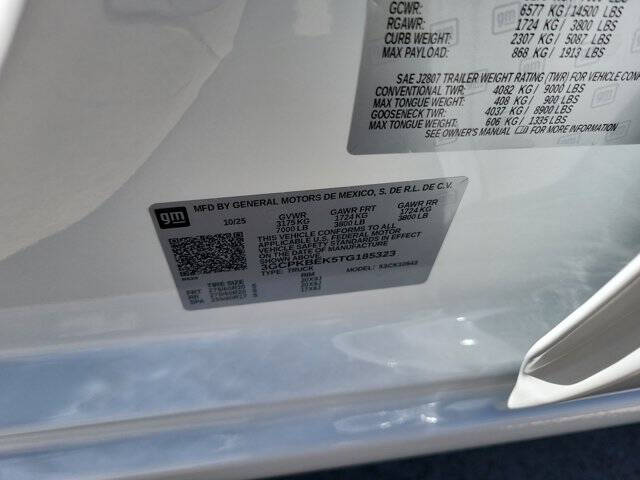 GCWR: 6577 KG/14500 LBS
RGAWR: 1724 KG / 3800 LBS
CURB WEIGHT: 2307 KG / 5087 LBS
MAX PAYLOAD: 868 KG / 1913 LBS
SAE J2807 TRAILER WEIGHT RATING (TWR) FOR VEHICLE
CONVENTIONAL TWR: 4082 KG / 9000 LBS
MAX TONGUE WEIGHT: 408 KG / 900 LBS
GOOSENECK TWR: 4037 KG / 8900 LBS
MAX TONGUE WEIGHT: 606 KG / 1335 LBS
SEE OWNER'S MANUAL FOR MORE INFORMATION
gm
MFD BY GENERAL MOTORS DE MEXICO, S. DE R.L. DE C.V.
10/25 GVWR GAWR FRT GAWR RR
3175 KG 1724 KG 1724 KG
7000 LB 3800 LB 3800 LB
THIS VEHICLE CONFORMS TO ALL
APPLICABLE U.S. FEDERAL MOTOR
VEHICLE SAFETY STANDARDS IN
EFFECT ON THE DATE OF MANUFACTURE
SHOWN ABOVE.
3GCPKBEK5TG185323
TYPE: TRUCK MODEL:
TIRE SIZE RIM
FRT
RR
SPA